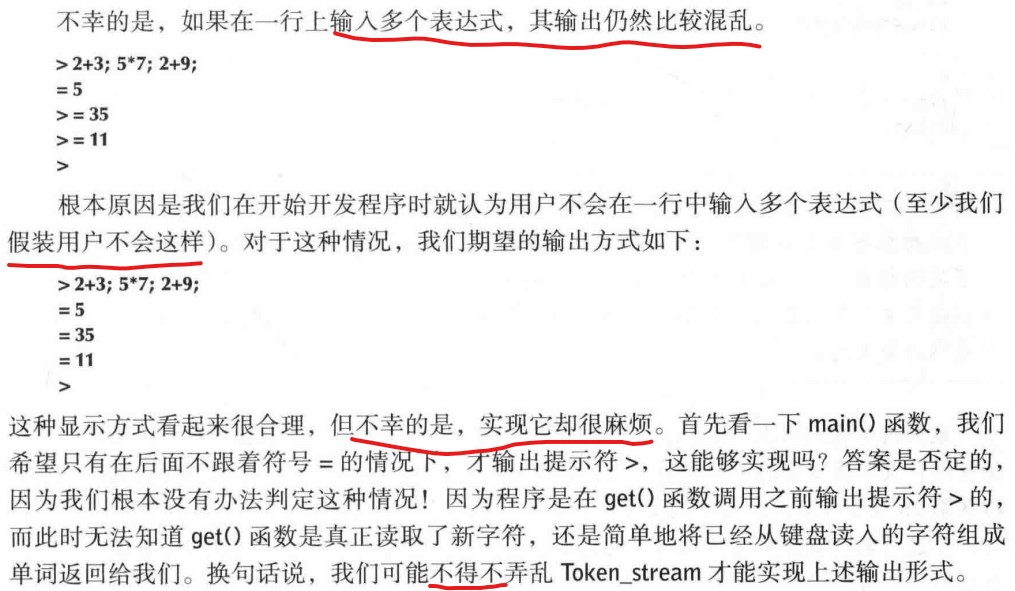 不幸的是，如果在一行上输入多个表达式，其输出仍然比较混乱。
> 2+3; 5*7; 2+9;
= 5
> = 35
> = 11
>
根本原因是我们在开始开发程序时就认为用户不会在一行中输入多个表达式（至少我们
假装用户不会这样）。对于这种情况，我们期望的输出方式如下：
> 2+3; 5*7; 2+9;
= 5
= 35
= 11
>
这种显示方式看起来很合理，但不幸的是，实现它却很麻烦。首先看一下 main() 函数，我们
希望只有在后面不跟着符号 = 的情况下，才输出提示符 >，这能够实现吗？答案是否定的，
因为我们根本没有办法判定这种情况！因为程序是在 get() 函数调用之前输出提示符 > 的，
而此时无法知道 get() 函数是真正读取了新字符，还是简单地将已经从键盘读入的字符组成
单词返回给我们。换句话说，我们可能不得不弄乱 Token_stream 才能实现上述输出形式。